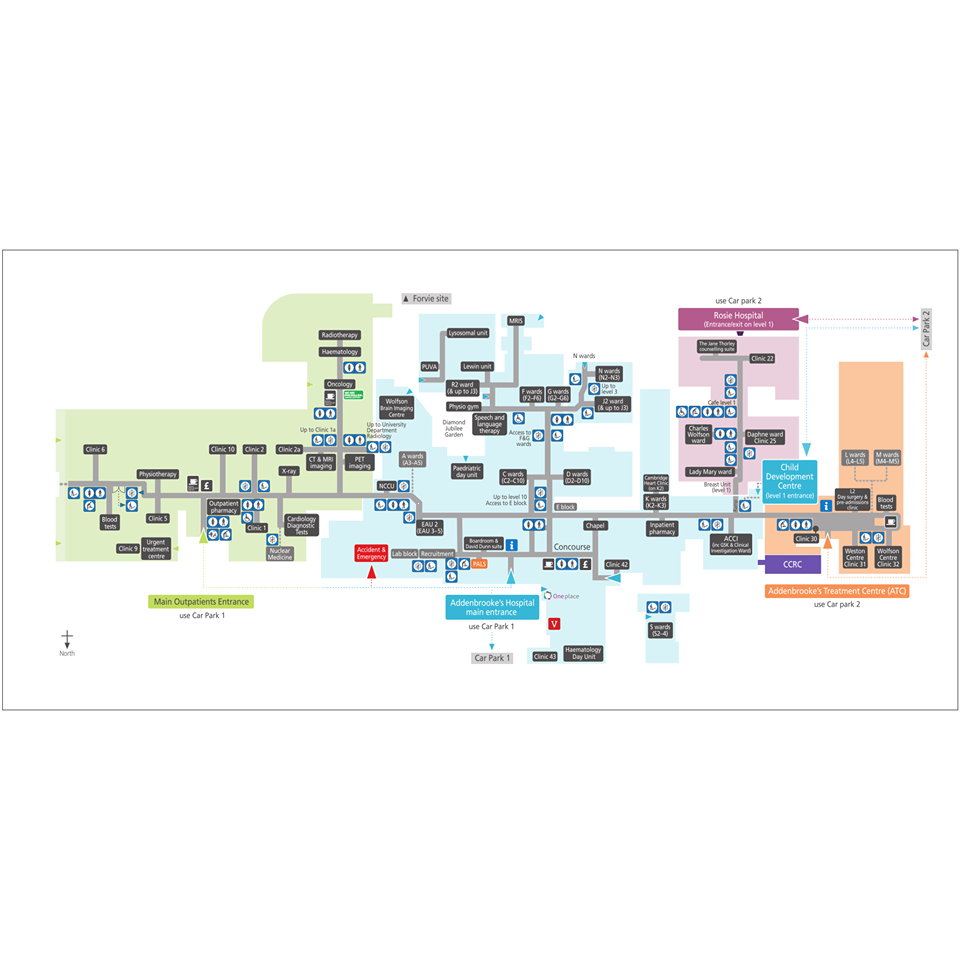 Forvie site
use Car park 2
Rosie Hospital
(Entrance/exit on level 1)
Car Park 2
MRIS
Lysosomal unit
Radiotherapy
Haematology
The Jane Thorley
counselling suite
Clinic 22
N wards
PUVA
Lewin unit
Oncology
R2 ward
(& up to J3)
N wards
(N2–N3)
Up to
level 3
F wards
(F2–F6)
G wards
(G2–G6)
J2 ward
(& up to J3)
Wolfson
Brain Imaging
Centre
Physio gym
Cafe level 1
Diamond
Jubilee
Garden
Speech and
language
therapy
Access to
F&G
wards
Up to Clinic 1a
Up to University
Department
Radiology
Charles
Wolfson
ward
Daphne ward
Clinic 25
Clinic 6
Clinic 10
Clinic 2
Clinic 2a
CT & MRI
imaging
PET
imaging
A wards
(A3–A5)
Paediatric
day unit
C wards
(C2–C10)
D wards
(D2–D10)
Lady Mary ward
Child
Development
Centre
(level 1 entrance)
L wards
(L4–L5)
M wards
(M4–M5)
Physiotherapy
X-ray
NCCU
Up to level 10
Access to E block
E block
Cambridge
Heart Clinic
(on K2)
K wards
(K2–K3)
Breast Unit
(level 1)
L2
Day surgery &
pre-admissions
clinic
Blood
tests
£
Outpatient
pharmacy
Blood
tests
Clinic 5
Clinic 1
Cardiology
Diagnostic
Tests
EAU 2
(EAU 3–5)
Chapel
Inpatient
pharmacy
ACCI
(inc GSK & Clinical
Investigation Ward)
Clinic 30
Clinic 9
Urgent
treatment
centre
Nuclear
Medicine
Accident &
Emergency
Lab block
Recruitment
Boardroom &
David Dunn suite
i
Concourse
PALS
£
Clinic 42
CCRC
Weston
Centre
Clinic 31
Wolfson
Centre
Clinic 32
Main Outpatients Entrance
use Car Park 1
Addenbrooke's Hospital
main entrance
use Car Park 1
One place
V
S wards
(S2–4)
Addenbrooke's Treatment Centre (ATC)
use Car park 2
Car Park 1
Clinic 43
Haematology
Day Unit
North